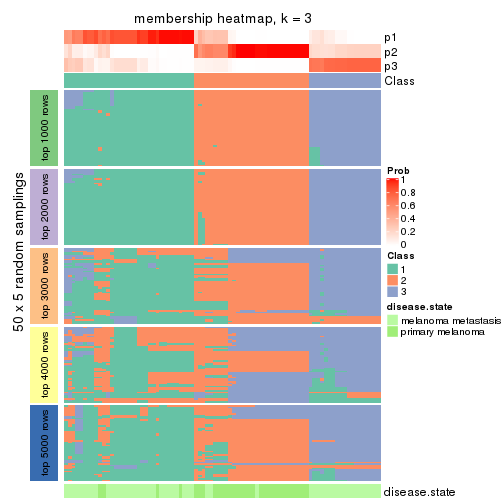 membership heatmap, k = 3
p1
p2
p3
Class
50 x 5 random samplings
top 1000 rows
top 2000 rows
top 3000 rows
top 4000 rows
top 5000 rows
Prob
1
0.8
0.6
0.4
0.2
0
Class
1
2
3
disease.state
melanoma metastasis
primary melanoma
disease.state